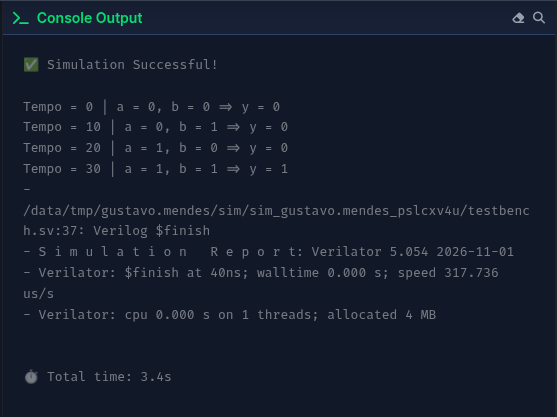 Console Output
✅ Simulation Successful!
Tempo = 0 | a = 0, b = 0 => y = 0
Tempo = 10 | a = 0, b = 1 => y = 0
Tempo = 20 | a = 1, b = 0 => y = 0
Tempo = 30 | a = 1, b = 1 => y = 1
-
/data/tmp/gustavo.mendes/sim/sim_gustavo.mendes_pslcxv4u/testbenc
h.sv:37: Verilog $finish
- S i m u l a t i o n   R e p o r t: Verilator 5.054 2026-11-01
- Verilator: $finish at 40ns; walltime 0.000 s; speed 317.736
us/s
- Verilator: cpu 0.000 s on 1 threads; allocated 4 MB
⏱️ Total time: 3.4s